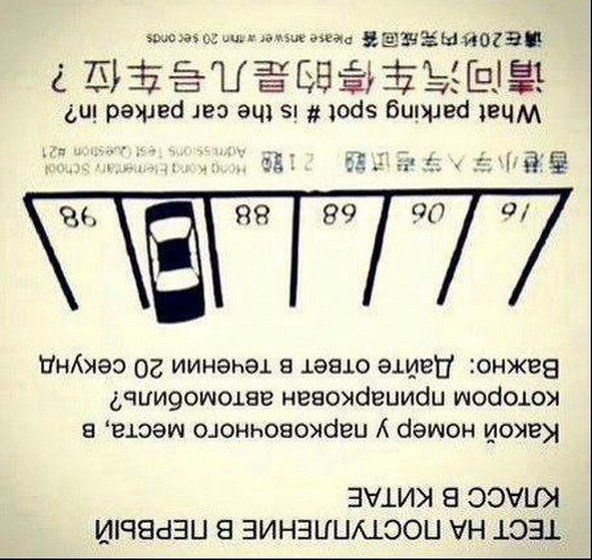 ТЕСТ НА ПОСТУПЛЕНИЕ В ПЕРВЫЙ
КЛАСС В КИТАЕ
Какой номер у парковочного места, в
котором припаркован автомобиль?
Важно: Дайте ответ в течении 20 секунд
16 06 68 88 98
香港小学入学考试题 21題
Hong Kong Elementary School
Admissions Test Question #21
What parking spot # is the car parked in?
请问汽车停的是几号车位？
请在20秒内完成回答 Please answer within 20 seconds